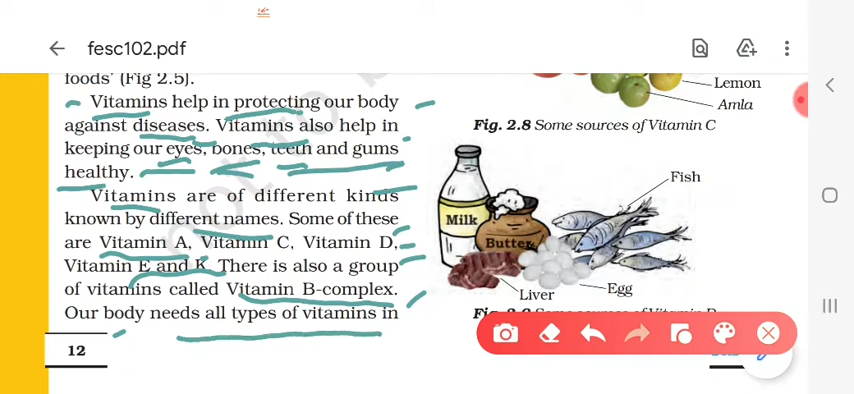 fesc102.pdf
foods' (Fig 2.5).
Vitamins help in protecting our body
against diseases. Vitamins also help in
keeping our eyes, bones, teeth and gums
healthy.
Vitamins are of different kinds
known by different names. Some of these
are Vitamin A, Vitamin C, Vitamin D,
Vitamin E and K. There is also a group
of vitamins called Vitamin B-complex.
Our body needs all types of vitamins in
12
Lemon
Amla
Fig. 2.8 Some sources of Vitamin C
Fish
Milk
Butter
Liver
Egg
not to b